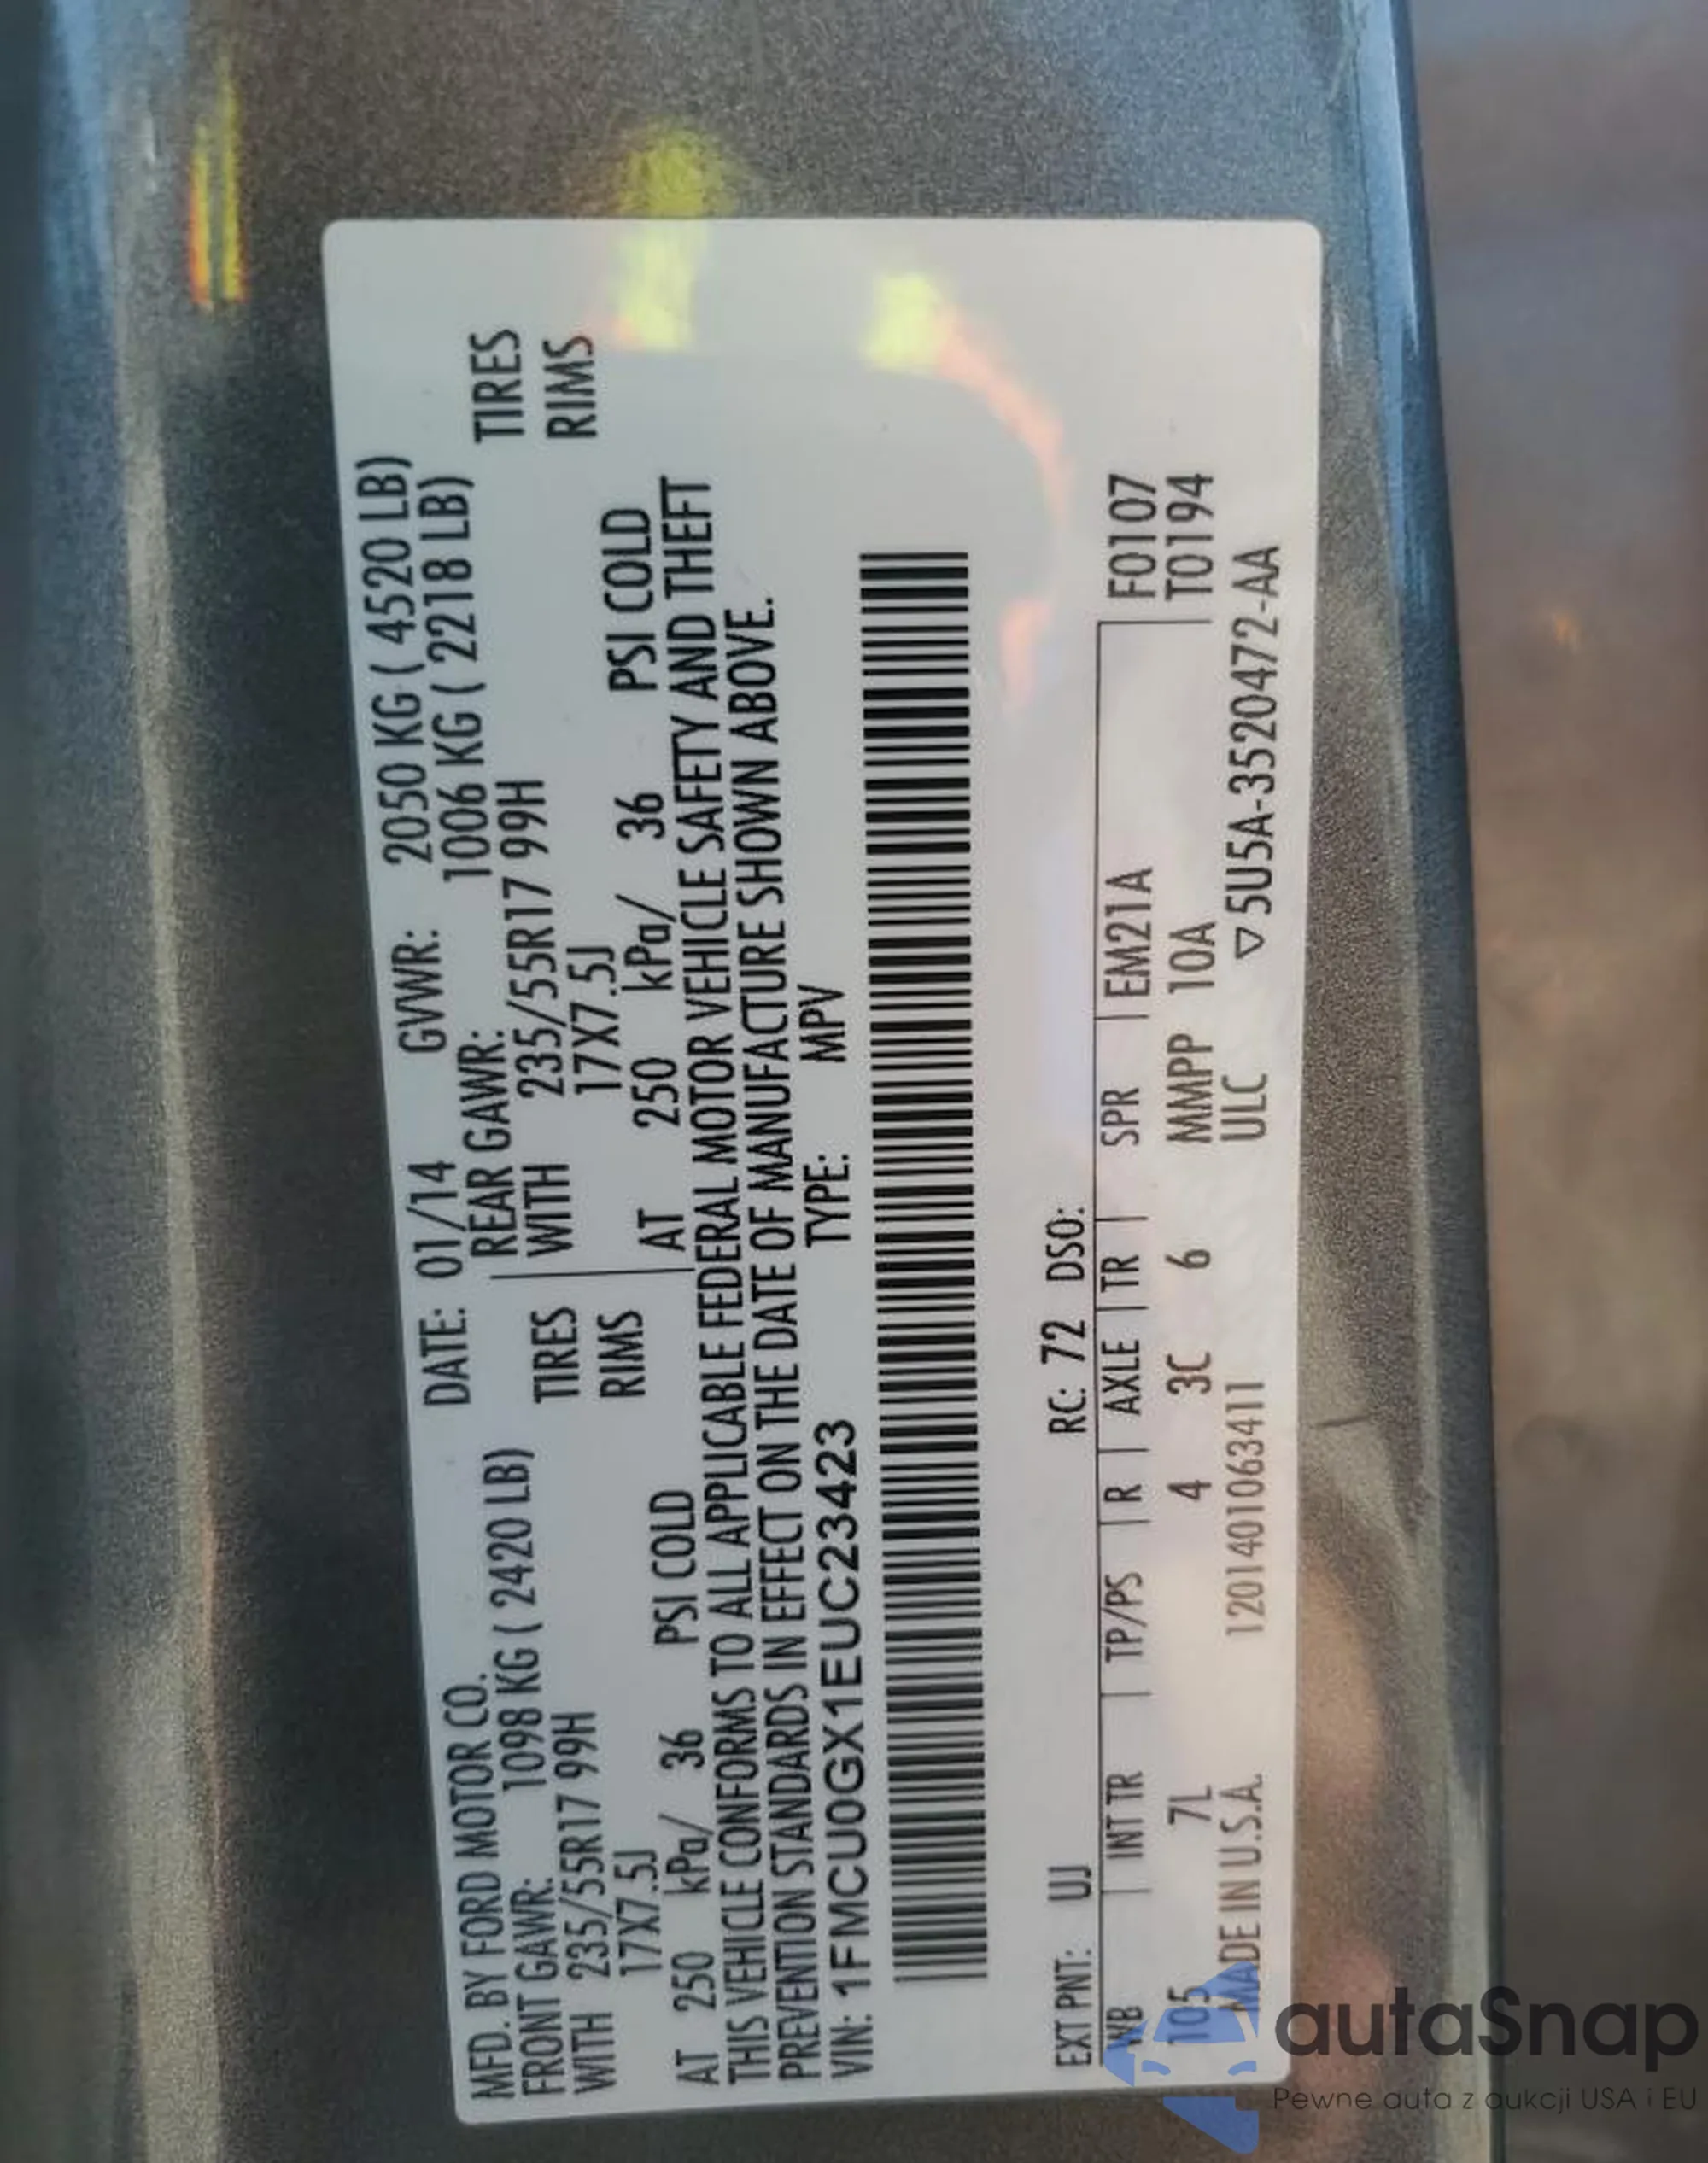 MFD. BY FORD MOTOR CO. DATE: 01/14 GVWR: 2050 KG ( 4520 LB)
FRONT GAWR: 1098 KG ( 2420 LB) REAR GAWR: 1006 KG ( 2218 LB)
WITH 235/55R17 99H TIRES WITH 235/55R17 99H TIRES
17X7.5J RIMS 17X7.5J RIMS
AT 250 kPa/ 36 PSI COLD AT 250 kPa/ 36 PSI COLD
THIS VEHICLE CONFORMS TO ALL APPLICABLE FEDERAL MOTOR VEHICLE SAFETY AND THEFT
PREVENTION STANDARDS IN EFFECT ON THE DATE OF MANUFACTURE SHOWN ABOVE.
VIN: 1FMCU0GX1EUC23423 TYPE: MPV
EXT PNT: UJ RC: 72 DSO:
WB | INT TR | TP/PS | R | AXLE | TR | SPR | EM21A F0107
105 7L 4 3C 6 MMPP 10A T0194
MADE IN U.S.A. 1201401063411 ULC ▽5U5A-3520472-AA
autaSnap
Pewne auta z aukcji USA i EU